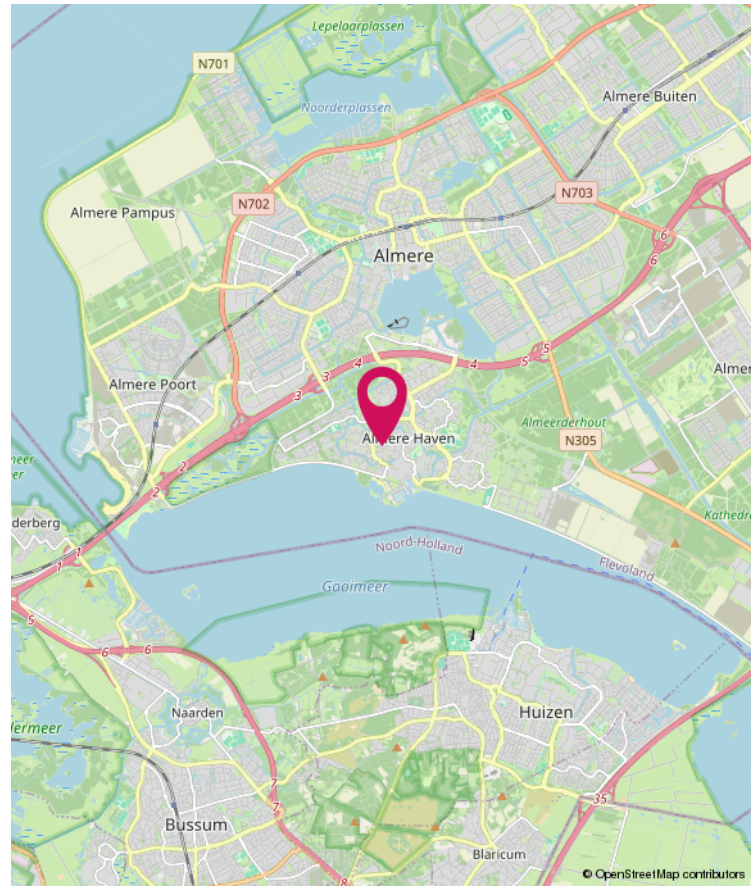 Lepelaarplassen
N701
Almere Buiten
Noorderplassen
N703
N702
Almere Pampus
6
6
Almere
5
5
4
4
3
3
Almere Poort
Almere Haven
Almeerderhout
N305
2
2
Kathedr
Noord-Holland
Flevoland
1
1
Gooimeer
5
6
6
Naarden
Huizen
7
7
35
Bussum
Blaricum
8
© OpenStreetMap contributors